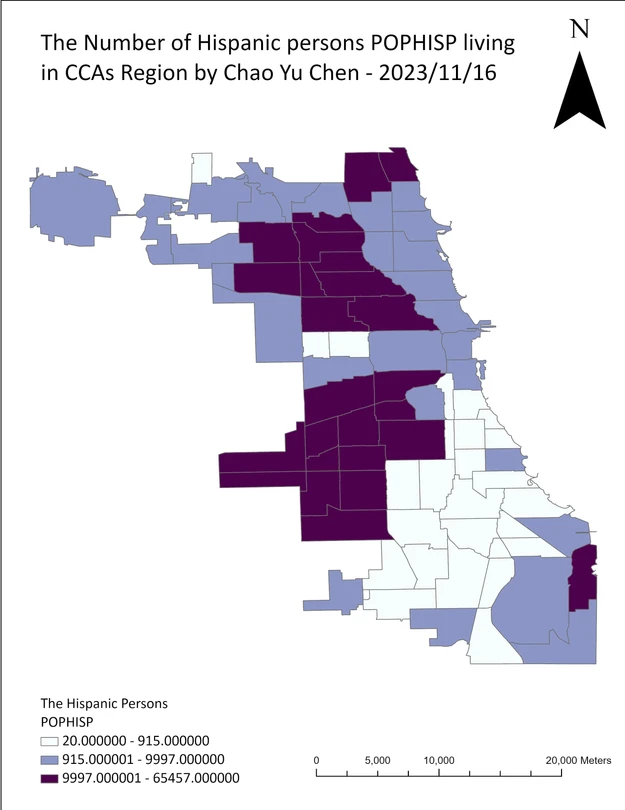 The Number of Hispanic persons POPHISP living
in CCAs Region by Chao Yu Chen - 2023/11/16
N
The Hispanic Persons
POPHISP
20.000000 - 915.000000
915.000001 - 9997.000000
9997.000001 - 65457.000000
0 5,000 10,000 20,000 Meters